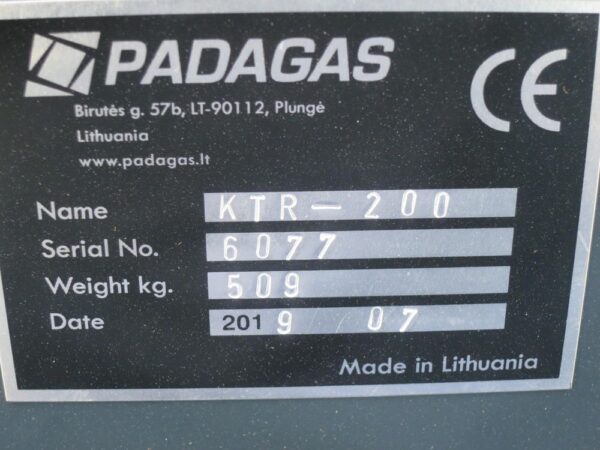 PADAGAS
CE
Birutės g. 57b, LT-90112, Plungė
Lithuania
www.padagas.lt
Name KTR-200
Serial No. 6077
Weight kg. 509
Date 2019 07
Made in Lithuania